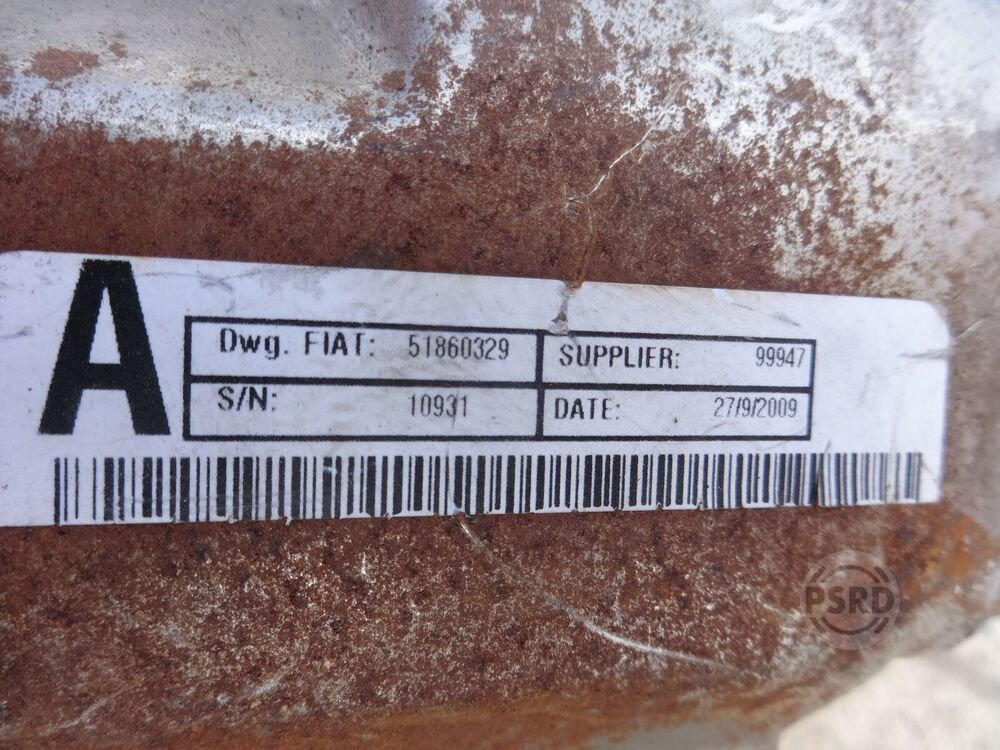 A
Dwg. FIAT: 51860329 SUPPLIER: 99947
S/N: 10931 DATE: 27/9/2009
PSRD